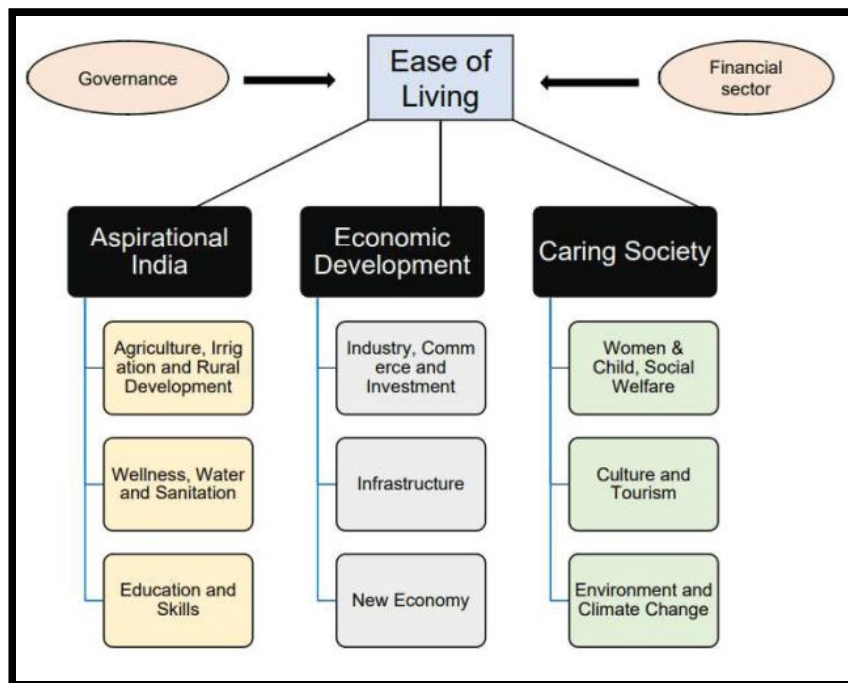 Governance
Ease of
Living
Financial
sector
Aspirational
India
Economic
Development
Caring Society
Agriculture, Irrig
ation and Rural
Development
Industry, Comm
erce and
Investment
Women &
Child, Social
Welfare
Wellness, Water
and Sanitation
Infrastructure
Culture and
Tourism
Education and
Skills
New Economy
Environment and
Climate Change